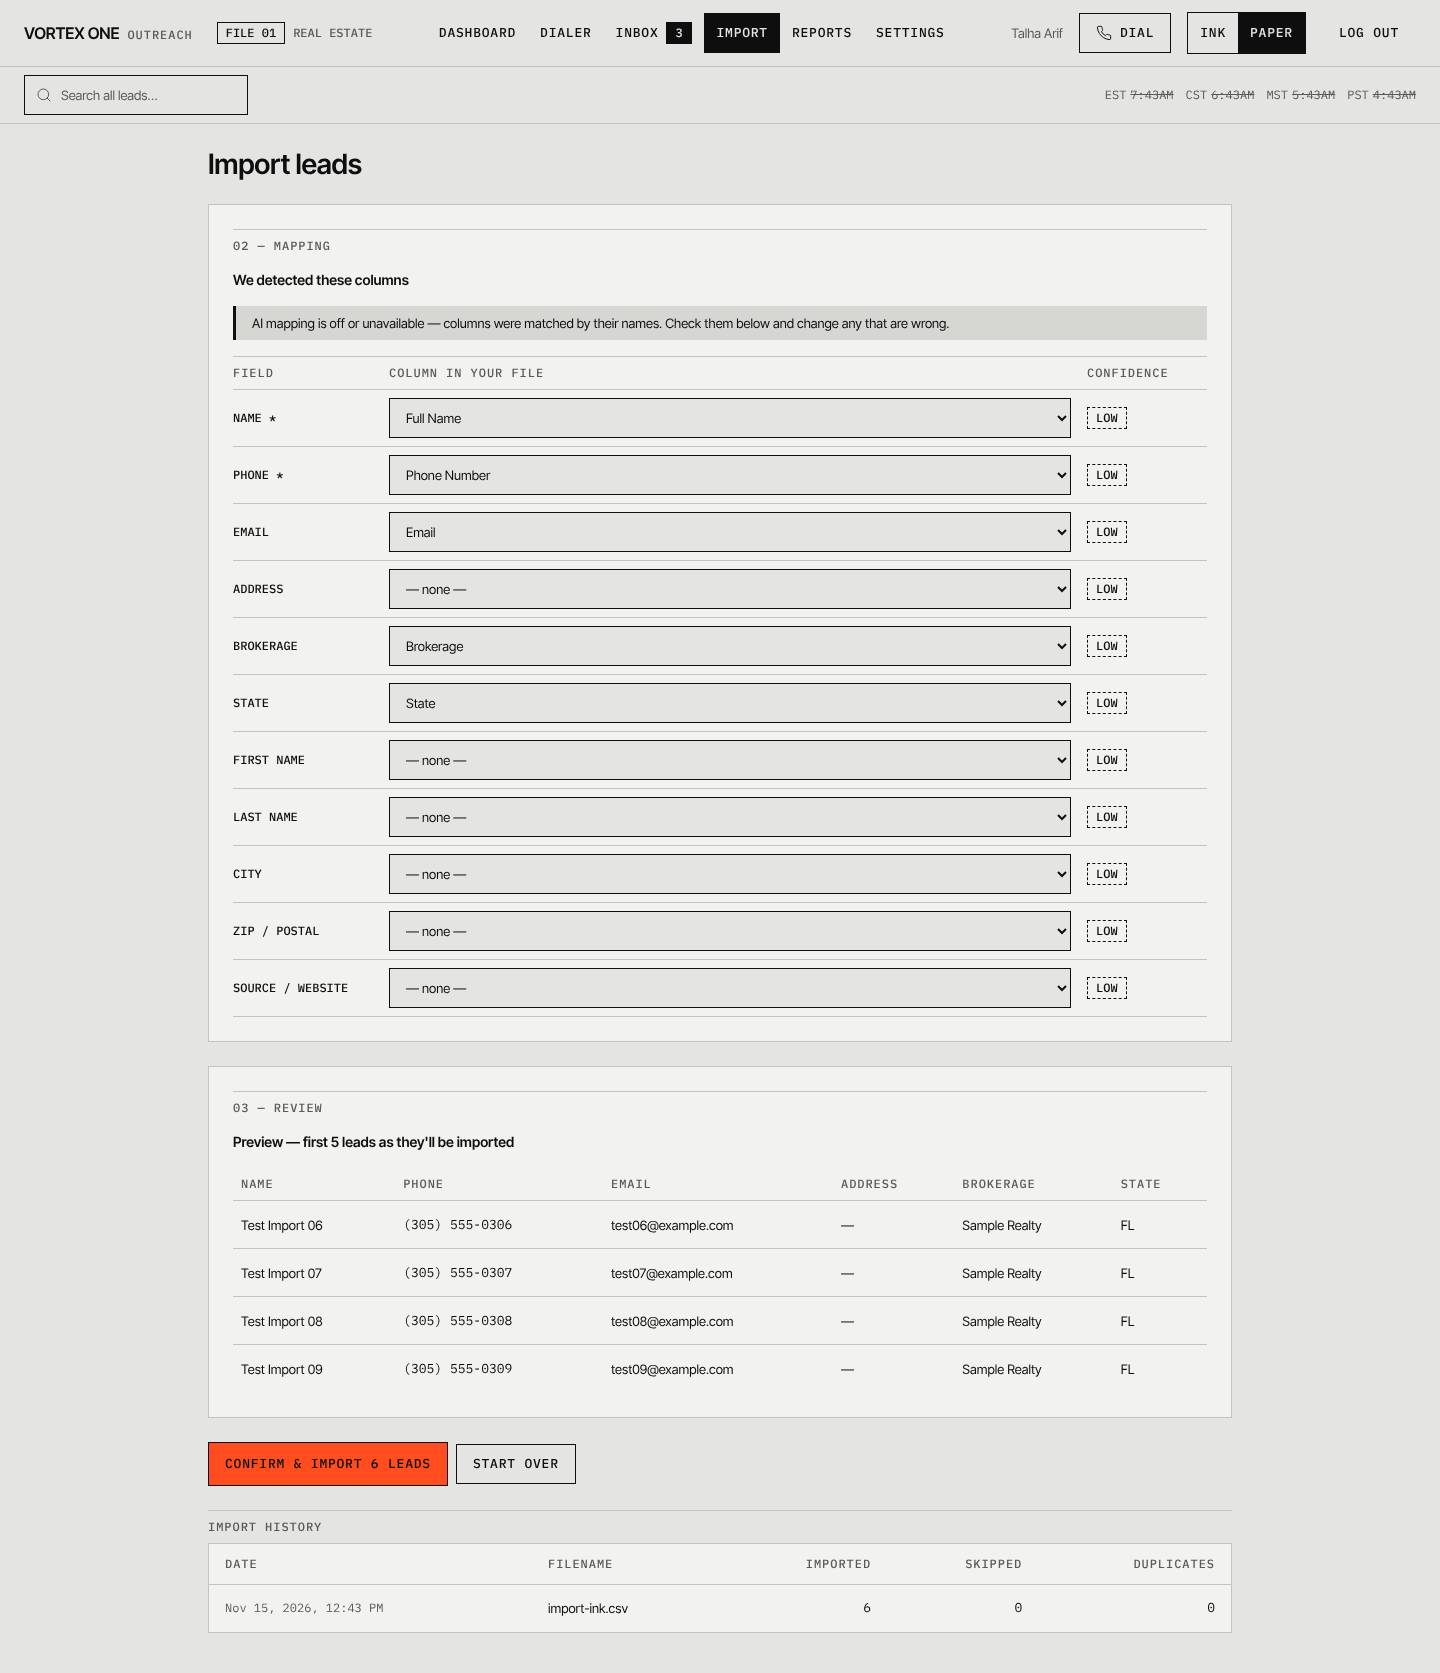 VORTEX ONE OUTREACH FILE 01 REAL ESTATE DASHBOARD DIALER INBOX 3 IMPORT REPORTS SETTINGS Talha Arif DIAL INK PAPER LOG OUT
Search all leads... EST 7:43AM CST 6:43AM MST 5:43AM PST 4:43AM
Import leads
02 — MAPPING
We detected these columns
AI mapping is off or unavailable — columns were matched by their names. Check them below and change any that are wrong.
FIELD COLUMN IN YOUR FILE CONFIDENCE
NAME * Full Name LOW
PHONE * Phone Number LOW
EMAIL Email LOW
ADDRESS — none — LOW
BROKERAGE Brokerage LOW
STATE State LOW
FIRST NAME — none — LOW
LAST NAME — none — LOW
CITY — none — LOW
ZIP / POSTAL — none — LOW
SOURCE / WEBSITE — none — LOW
03 — REVIEW
Preview — first 5 leads as they'll be imported
NAME PHONE EMAIL ADDRESS BROKERAGE STATE
Test Import 06 (305) 555-0306 test06@example.com — Sample Realty FL
Test Import 07 (305) 555-0307 test07@example.com — Sample Realty FL
Test Import 08 (305) 555-0308 test08@example.com — Sample Realty FL
Test Import 09 (305) 555-0309 test09@example.com — Sample Realty FL
CONFIRM & IMPORT 6 LEADS START OVER
IMPORT HISTORY
DATE FILENAME IMPORTED SKIPPED DUPLICATES
Nov 15, 2026, 12:43 PM import-ink.csv 6 0 0